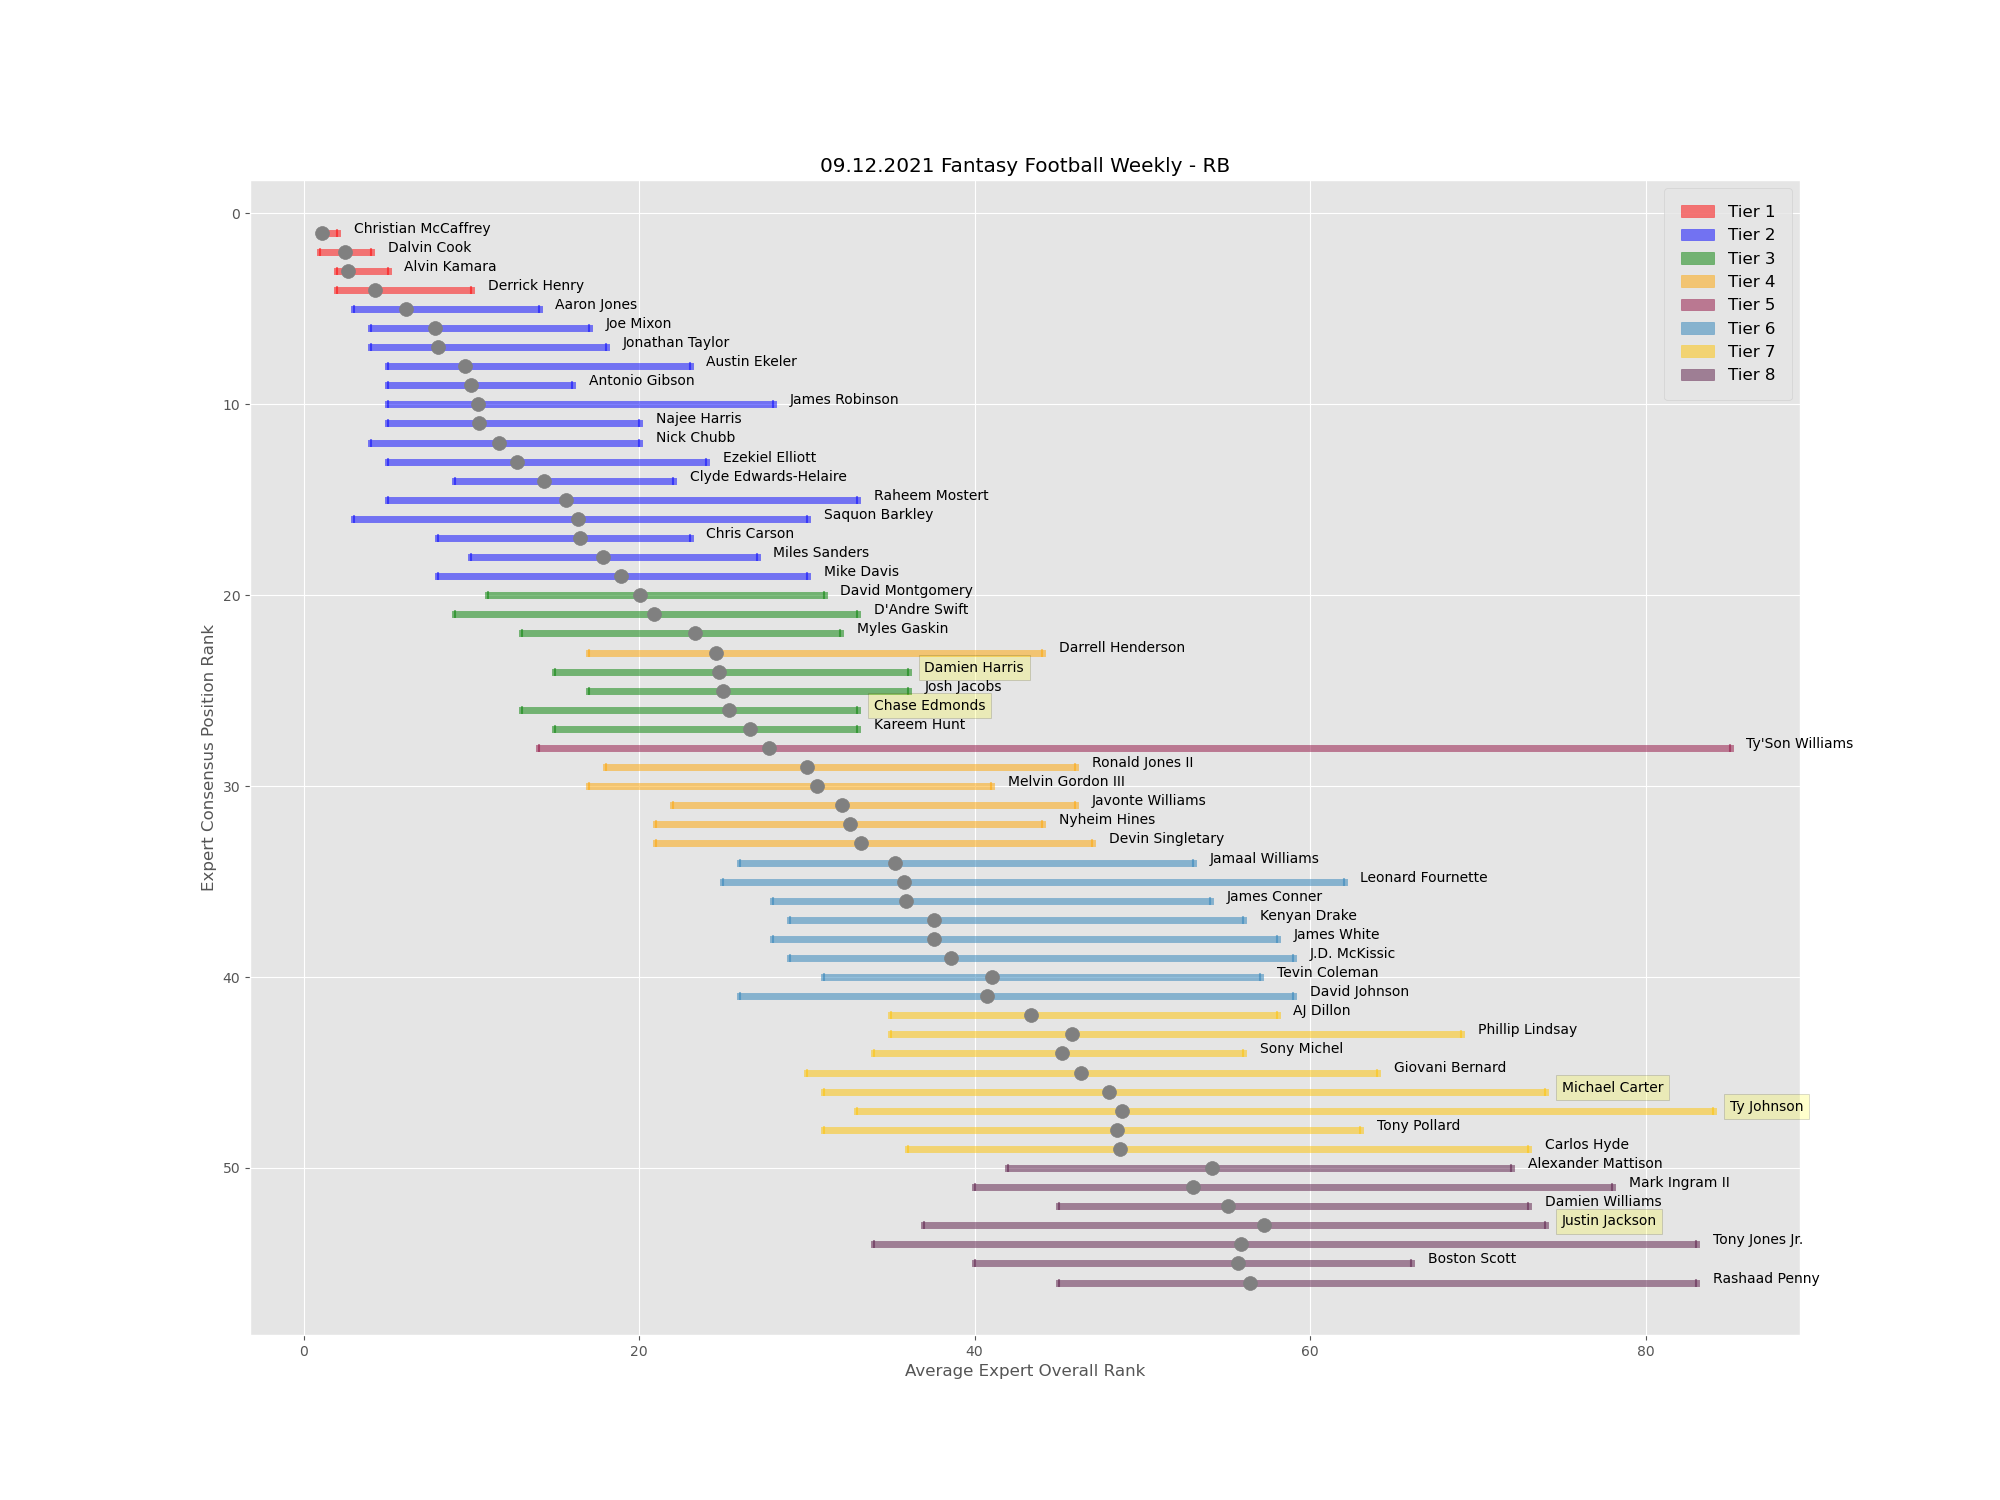 09.12.2021 Fantasy Football Weekly - RB
Tier 1
Tier 2
Tier 3
Tier 4
Tier 5
Tier 6
Tier 7
Tier 8
0
10
20
30
40
50
Expert Consensus Position Rank
Christian McCaffrey
Dalvin Cook
Alvin Kamara
Derrick Henry
Aaron Jones
Joe Mixon
Jonathan Taylor
Austin Ekeler
Antonio Gibson
James Robinson
Najee Harris
Nick Chubb
Ezekiel Elliott
Clyde Edwards-Helaire
Raheem Mostert
Saquon Barkley
Chris Carson
Miles Sanders
Mike Davis
David Montgomery
D'Andre Swift
Myles Gaskin
Darrell Henderson
Damien Harris
Josh Jacobs
Chase Edmonds
Kareem Hunt
Ty'Son Williams
Ronald Jones II
Melvin Gordon III
Javonte Williams
Nyheim Hines
Devin Singletary
Jamaal Williams
Leonard Fournette
James Conner
Kenyan Drake
James White
J.D. McKissic
Tevin Coleman
David Johnson
AJ Dillon
Phillip Lindsay
Sony Michel
Giovani Bernard
Michael Carter
Ty Johnson
Tony Pollard
Carlos Hyde
Alexander Mattison
Mark Ingram II
Damien Williams
Justin Jackson
Tony Jones Jr.
Boston Scott
Rashaad Penny
0
20
40
60
80
Average Expert Overall Rank